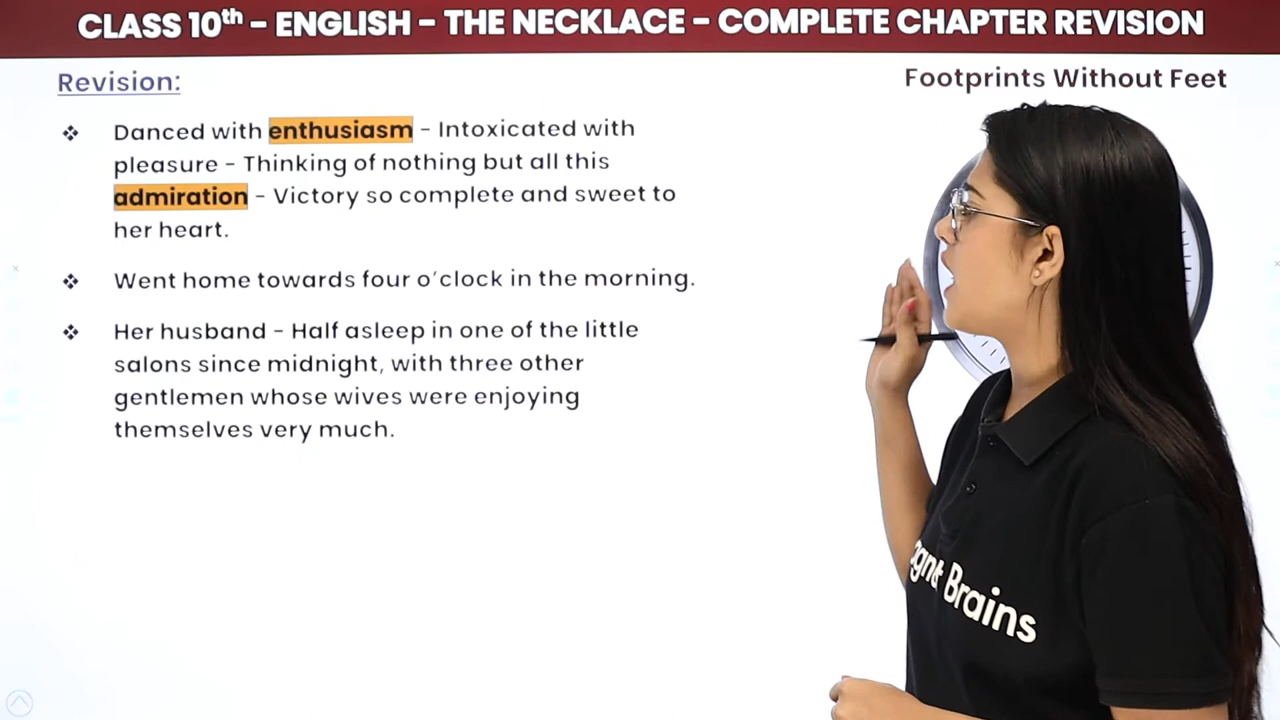 CLASS 10th – ENGLISH – THE NECKLACE – COMPLETE CHAPTER REVISION
Revision:
Footprints Without Feet
❖ Danced with enthusiasm – Intoxicated with
pleasure – Thinking of nothing but all this
admiration – Victory so complete and sweet to
her heart.
❖ Went home towards four o'clock in the morning.
❖ Her husband – Half asleep in one of the little
salons since midnight, with three other
gentlemen whose wives were enjoying
themselves very much.
Brains